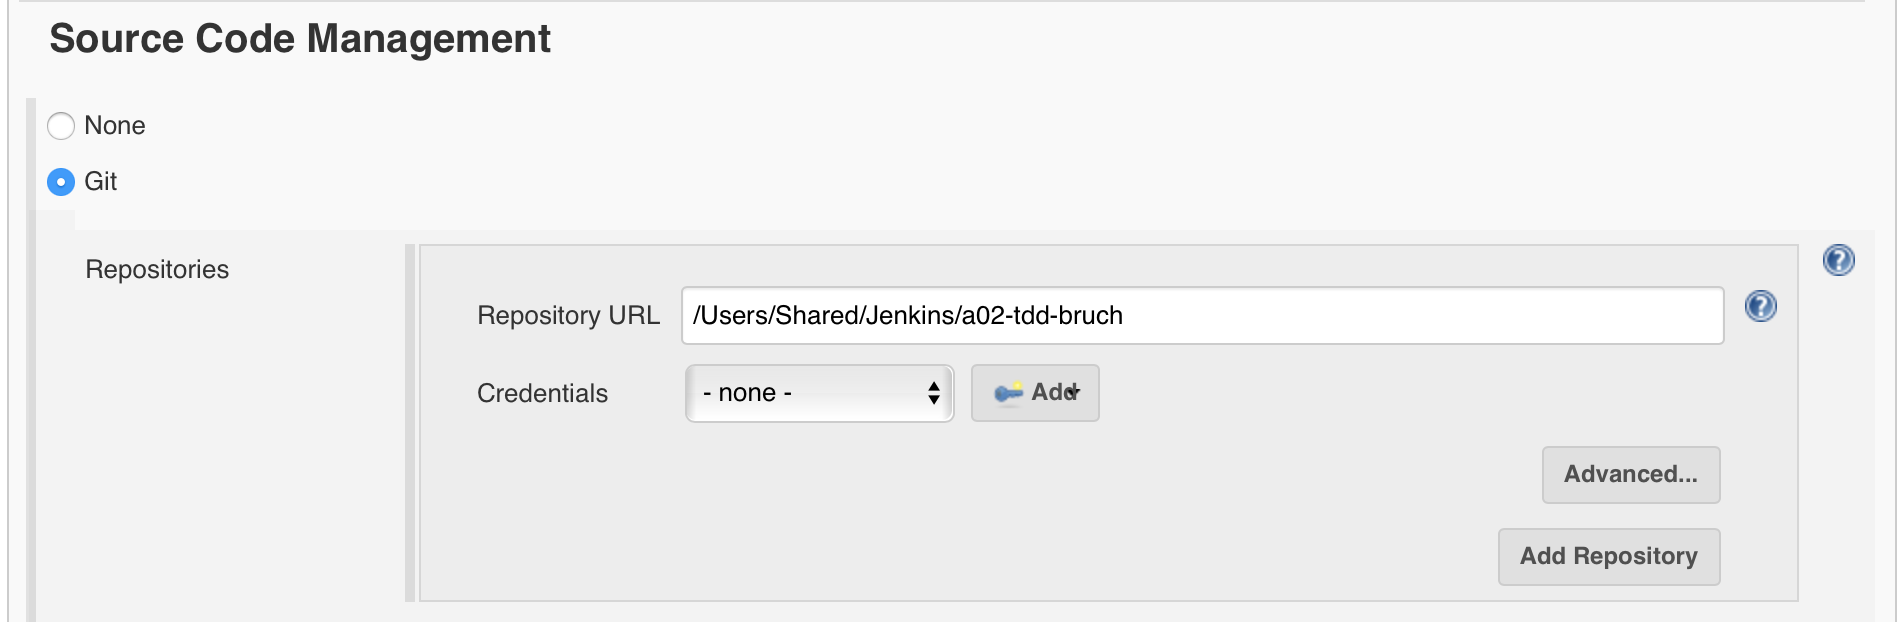 Source Code Management
None
Git
Repositories
Repository URL /Users/Shared/Jenkins/a02-tdd-bruch
Credentials - none - Add
Advanced...
Add Repository